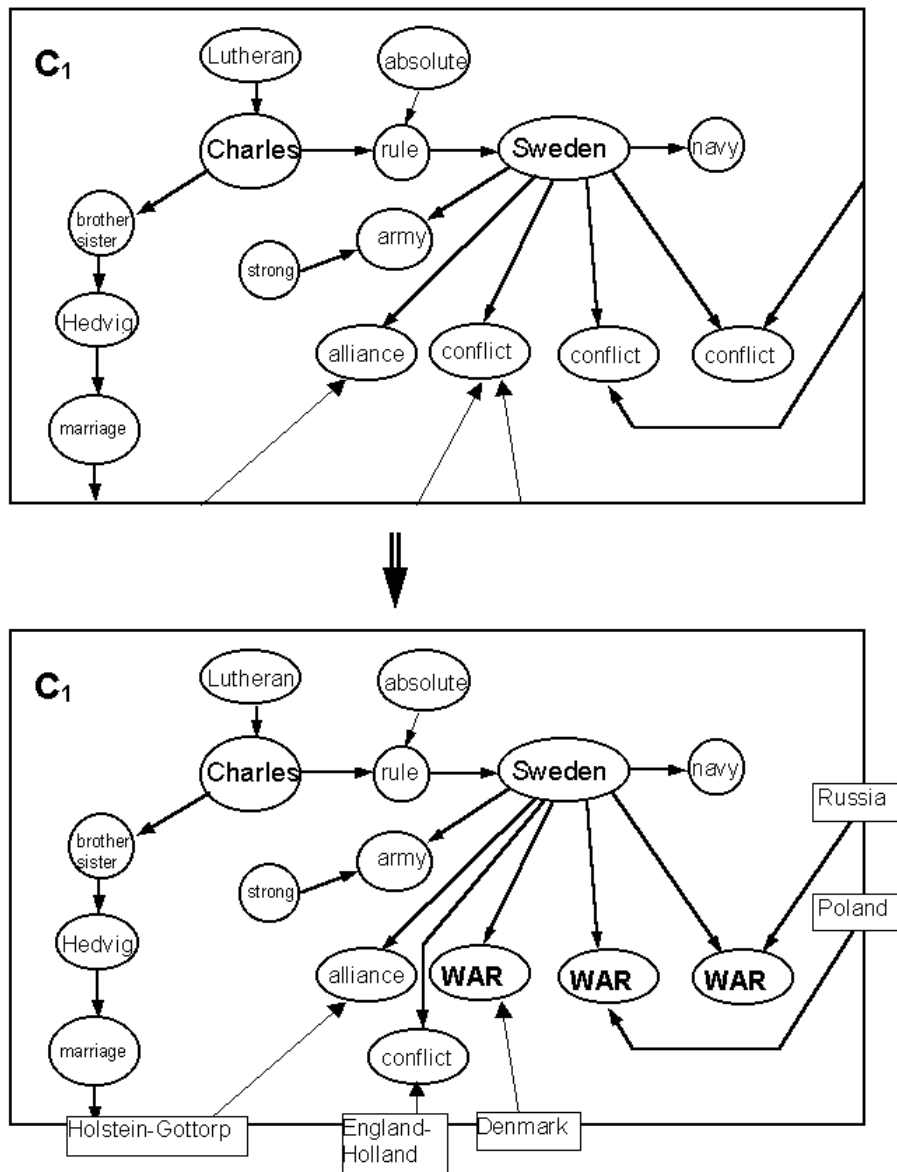 C1
Lutheran
absolute
Charles
rule
Sweden
navy
brother
sister
army
strong
Hedvig
alliance
conflict
conflict
conflict
marriage
C1
Lutheran
absolute
Charles
rule
Sweden
navy
Russia
brother
sister
army
strong
Poland
Hedvig
alliance
WAR
WAR
WAR
marriage
conflict
Holstein-Gottorp
England-
Holland
Denmark